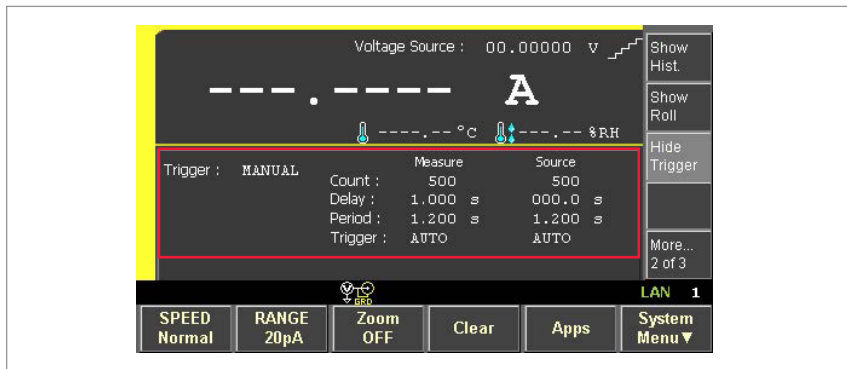 Voltage Source : 00.00000 V
Show Hist.
---.---- A
Show Roll
----.--°C ---.--%RH
Hide Trigger
Measure Source
Trigger : MANUAL
Count : 500 500
Delay : 1.000 s 000.0 s
Period : 1.200 s 1.200 s
Trigger : AUTO AUTO
More...
2 of 3
V GRD
LAN 1
SPEED Normal
RANGE 20pA
Zoom OFF
Clear
Apps
System Menu▼